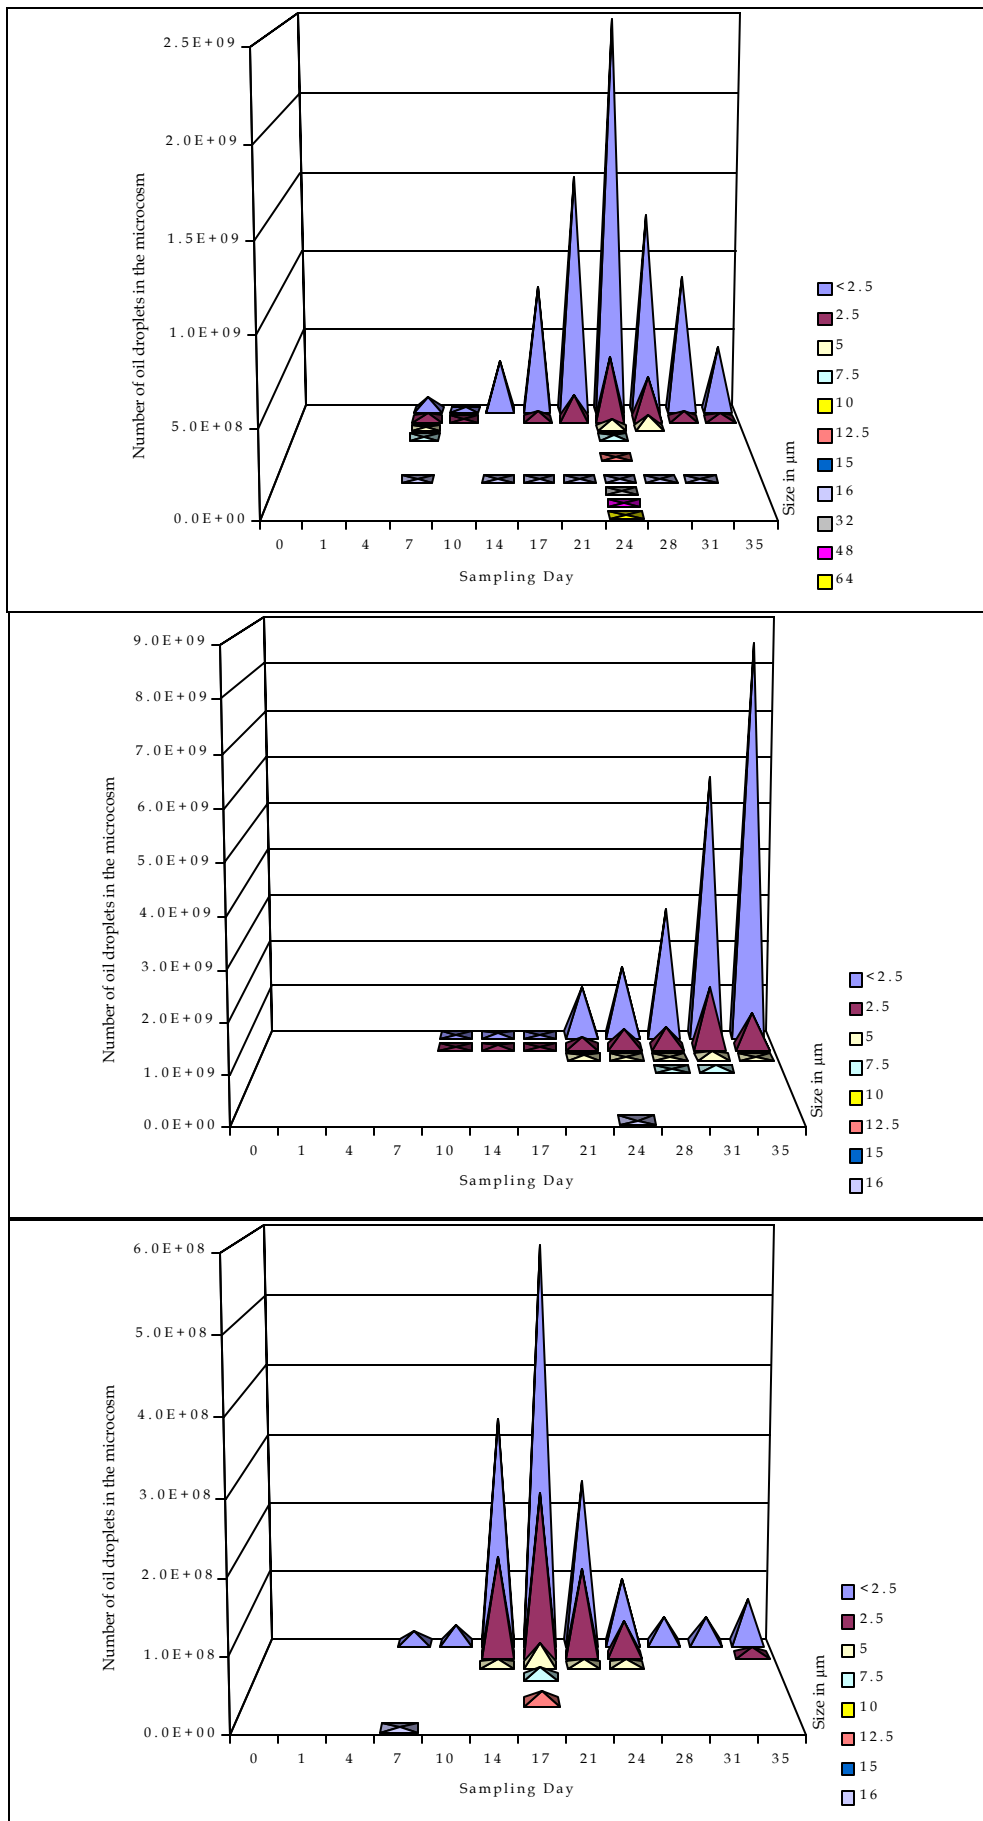 2.5E+09
2.0E+09
1.5E+09
1.0E+09
5.0E+08
0.0E+00
Number of oil droplets in the microcosm
0 1 4 7 10 14 17 21 24 28 31 35
Sampling Day
Size in µm
<2.5
2.5
5
7.5
10
12.5
15
16
32
48
64
9.0E+09
8.0E+09
7.0E+09
6.0E+09
5.0E+09
4.0E+09
3.0E+09
2.0E+09
1.0E+09
0.0E+00
Number of oil droplets in the microcosm
0 1 4 7 10 14 17 21 24 28 31 35
Sampling Day
Size in µm
<2.5
2.5
5
7.5
10
12.5
15
16
6.0E+08
5.0E+08
4.0E+08
3.0E+08
2.0E+08
1.0E+08
0.0E+00
Number of oil droplets in the microcosm
0 1 4 7 10 14 17 21 24 28 31 35
Sampling Day
Size in µm
<2.5
2.5
5
7.5
10
12.5
15
16